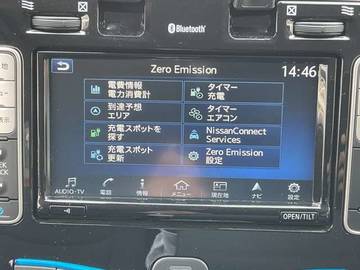 Bluetooth
Zero Emission
14:46
電費情報
電力消費計
タイマー
充電
到達予想
エリア
タイマー
エアコン
充電スポットを
探す
NissanConnect
Services
充電スポット
更新
Zero Emission
設定
AUDIO・TV
電話
情報
メニュー
現在地
ナビ
設定
OPEN/TILT